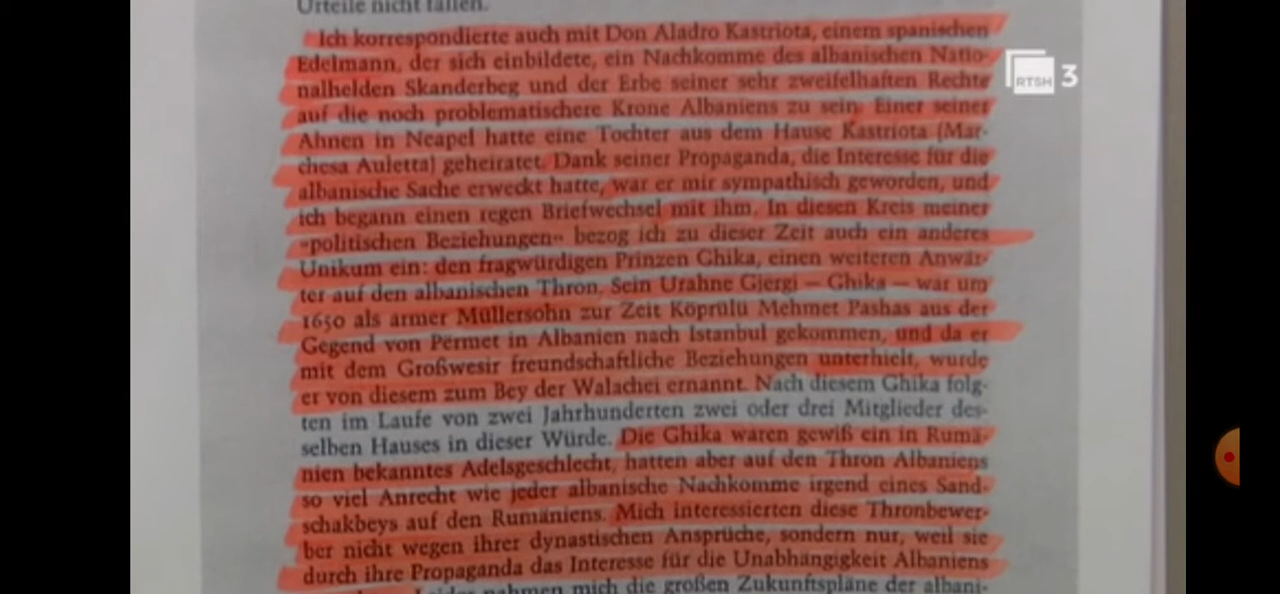 Urteile nicht fallen.
Ich korrespondierte auch mit Don Aladro Kastriota, einem spanischen
Edelmann, der sich einbildete, ein Nachkomme des albanischen Natio-
nalhelden Skanderbeg und der Erbe seiner sehr zweifelhaften Rechte
auf die noch problematischere Krone Albaniens zu sein. Einer seiner
Ahnen in Neapel hatte eine Tochter aus dem Hause Kastriota (Mar-
chesa Auletta) geheiratet. Dank seiner Propaganda, die Interesse für die
albanische Sache erweckt hatte, war er mir sympathisch geworden, und
ich begann einen regen Briefwechsel mit ihm. In diesen Kreis meiner
»politischen Beziehungen« bezog ich zu dieser Zeit auch ein anderes
Unikum ein: den fragwürdigen Prinzen Ghika, einen weiteren Anwär-
ter auf den albanischen Thron. Sein Urahne Gjergi — Ghika — war um
1650 als armer Müllersohn zur Zeit Köprülü Mehmet Pashas aus der
Gegend von Përmet in Albanien nach Istanbul gekommen, und da er
mit dem Großwesir freundschaftliche Beziehungen unterhielt, wurde
er von diesem zum Bey der Walachei ernannt. Nach diesem Ghika folg-
ten im Laufe von zwei Jahrhunderten zwei oder drei Mitglieder des-
selben Hauses in dieser Würde. Die Ghika waren gewiß ein in Rumä-
nien bekanntes Adelsgeschlecht, hatten aber auf den Thron Albaniens
so viel Anrecht wie jeder albanische Nachkomme irgend eines Sand-
schakbeys auf den Rumäniens. Mich interessierten diese Thronbewer-
ber nicht wegen ihrer dynastischen Ansprüche, sondern nur, weil sie
durch ihre Propaganda das Interesse für die Unabhängigkeit Albaniens
nahmen mich die großen Zukunftspläne der albani-
RTSH 3